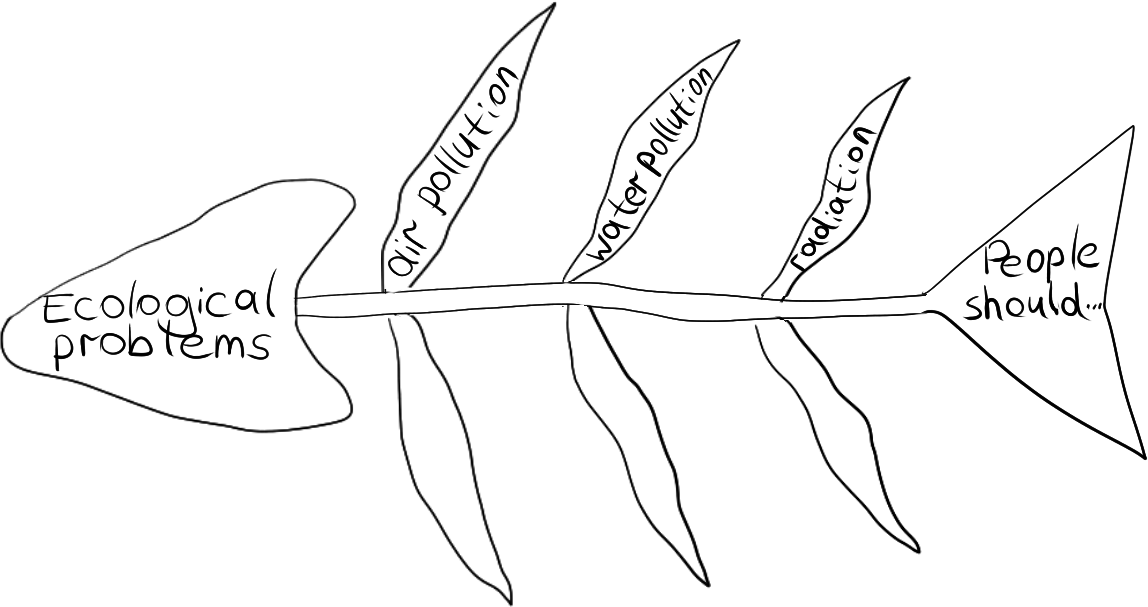 Ecological
problems
air pollution
water pollution
radiation
People
should...